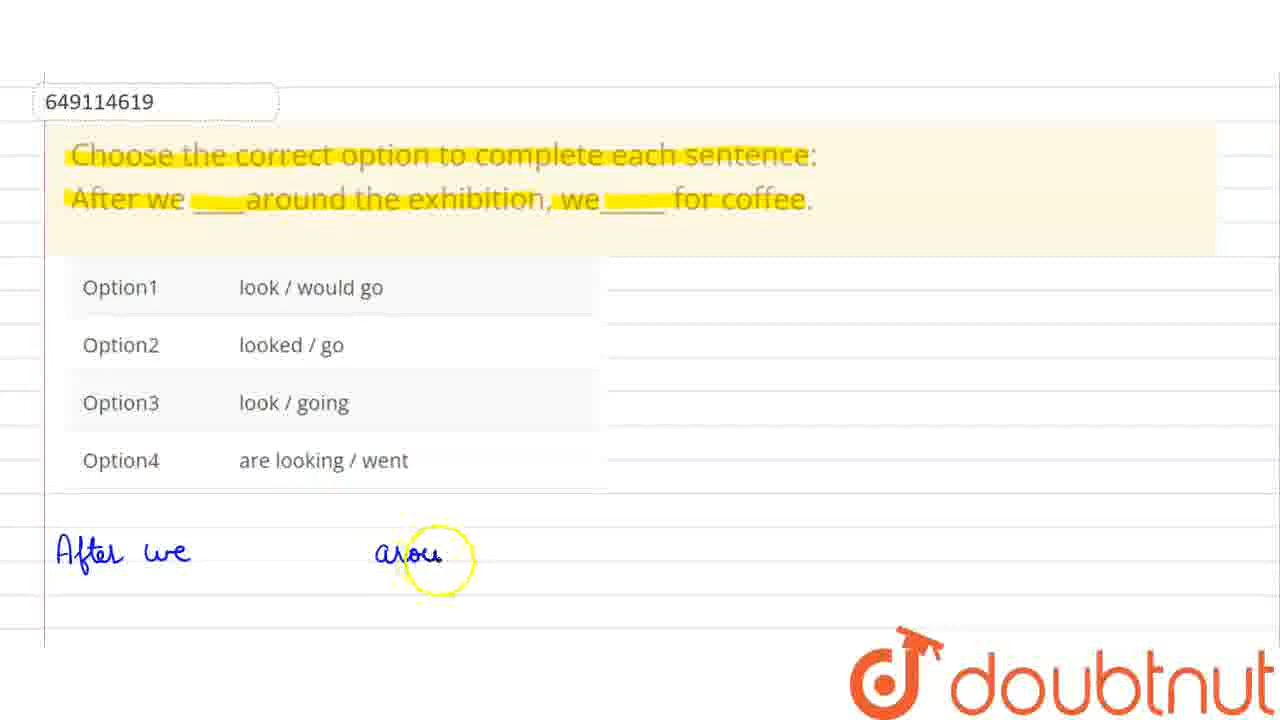 649114619
Choose the correct option to complete each sentence:
After we ____around the exhibition, we_____ for coffee.
Option1 look / would go
Option2 looked / go
Option3 look / going
Option4 are looking / went
After we arou
doubtnut